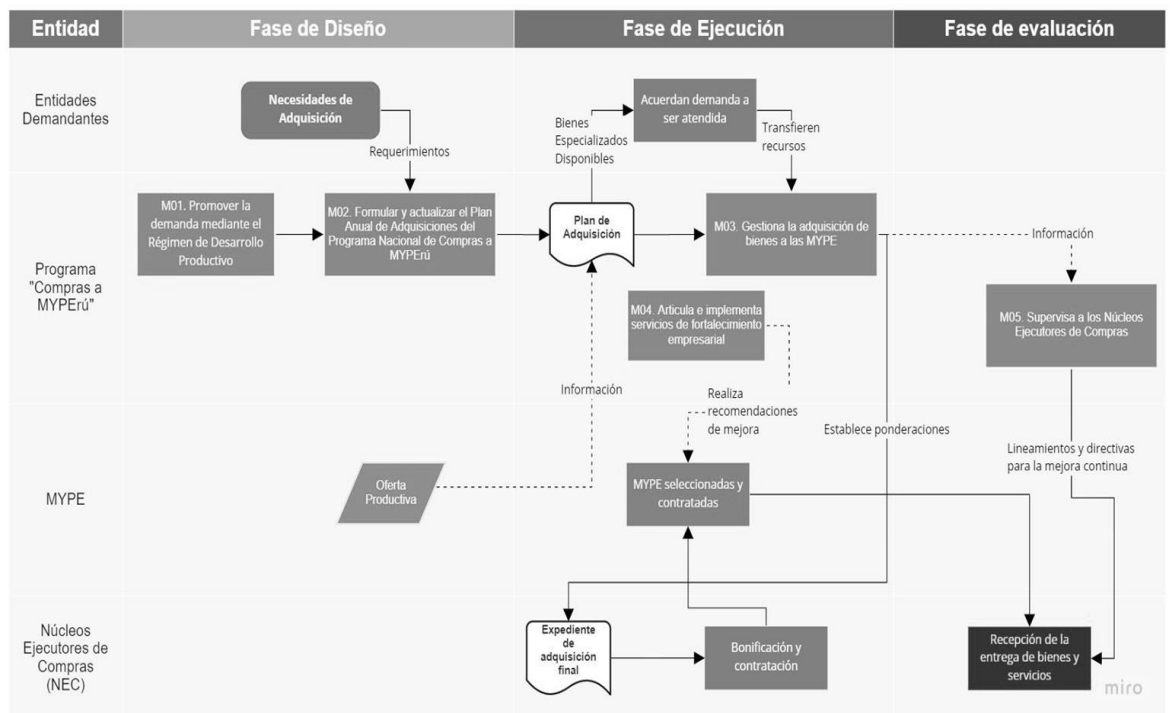 Entidad
Fase de Diseño
Fase de Ejecución
Fase de evaluación
Entidades
Demandantes
Necesidades de
Adquisición
Requerimientos
Bienes
Especializados
Disponibles
Acuerdan demanda a
ser atendida
Transfieren
recursos
Programa
"Compras a
MYPErú"
M01. Promover la
demanda mediante el
Régimen de Desarrollo
Productivo
M02. Formular y actualizar el Plan
Anual de Adquisiciones del
Programa Nacional de Compras a
MYPErú
Plan de
Adquisición
M03. Gestiona la adquisición de
bienes a las MYPE
Información
M04. Articula e implementa
servicios de fortalecimiento
empresarial
M05. Supervisa a los Núcleos
Ejecutores de Compras
Información
Realiza
recomendaciones
de mejora
Establece ponderaciones
Lineamientos y directivas
para la mejora continua
MYPE
Oferta
Productiva
MYPE seleccionadas y
contratadas
Núcleos
Ejecutores de
Compras
(NEC)
Expediente
de
adquisición
final
Bonificación y
contratación
Recepción de la
entrega de bienes y
servicios
miro